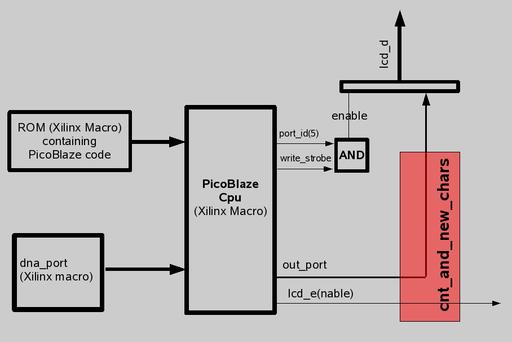 lcd_d
enable
ROM (Xilinx Macro)
containing
PicoBlaze code
port_id(5)
write_strobe
AND
PicoBlaze
Cpu
(Xilinx Macro)
cnt_and_new_chars
dna_port
(Xilinx macro)
out_port
lcd_e(nable)